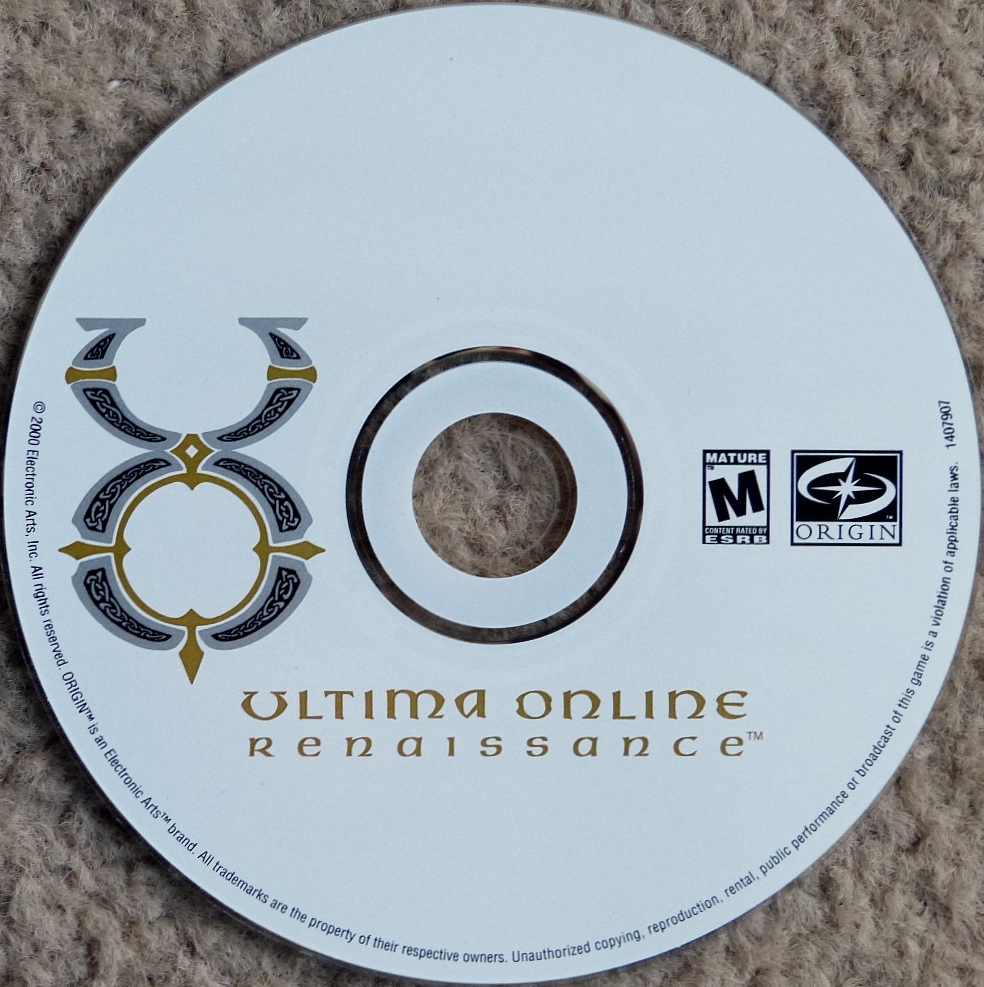 ULTIMA ONLINE
RENAISSANCE™
MATURE
™
M
CONTENT RATED BY
ESRB
™
ORIGIN
© 2000 Electronic Arts, Inc. All rights reserved. ORIGIN™ is an Electronic Arts™ brand. All trademarks are the property of their respective owners. Unauthorized copying, reproduction, rental, public performance or broadcast of this game is a violation of applicable laws. 1407907